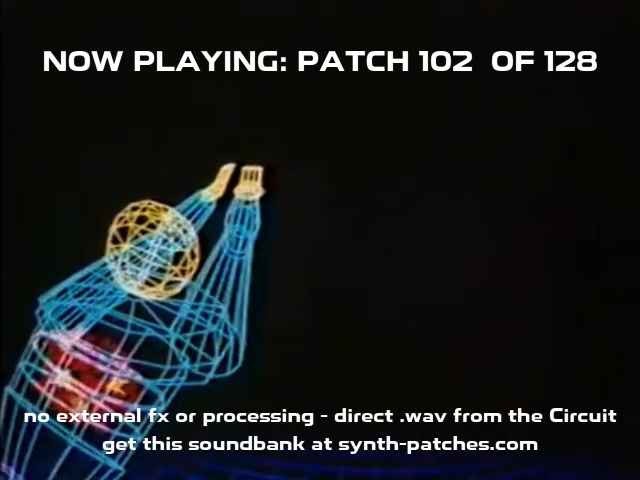 NOW PLAYING: PATCH 102 OF 128
no external fx or processing - direct .wav from the Circuit
get this soundbank at synth-patches.com